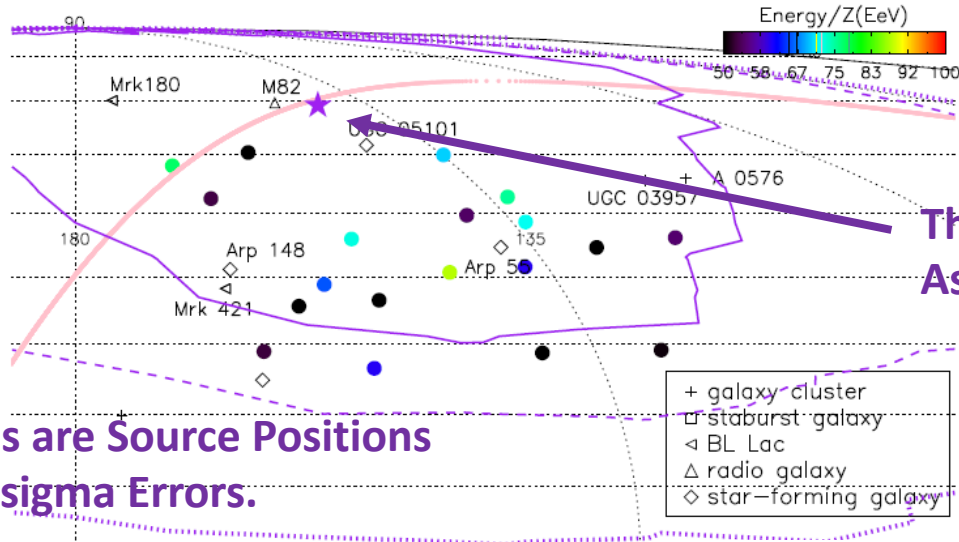 90
Energy/Z(EeV)
50 58 67 75 83 92 100
Mrk180
M82
UGC 05101
A 0576
UGC 03957
180
135
Arp 148
Arp 55
Mrk 421
Th
As
s are Source Positions
sigma Errors.
+ galaxy cluster
□ staburst galaxy
◁ BL Lac
△ radio galaxy
◇ star-forming galaxy